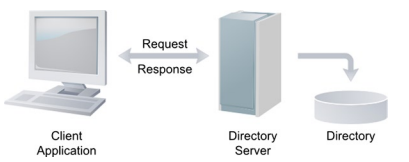 Request
Response
Client
Application
Directory
Server
Directory